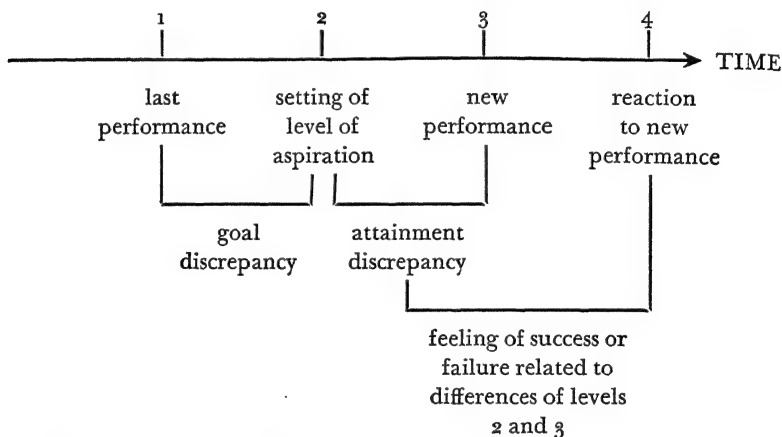 1 2 3 4
TIME
last
performance
setting of
level of
aspiration
new
performance
reaction
to new
performance
goal
discrepancy
attainment
discrepancy
feeling of success or
failure related to
differences of levels
2 and 3